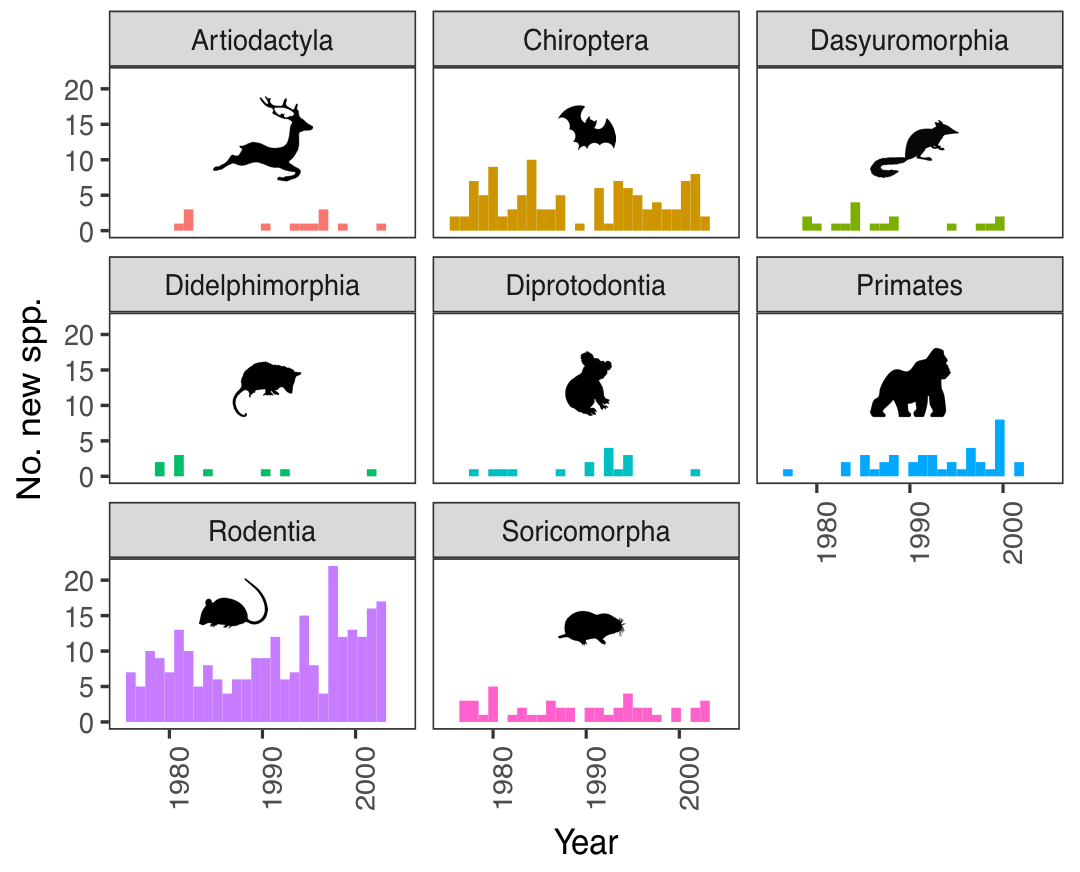 Artiodactyla Chiroptera Dasyuromorphia
20
15
10
5
0
Didelphimorphia Diprotodontia Primates
20
15
10
5
0
1980 1990 2000
Rodentia Soricomorpha
20
15
10
5
0
1980 1990 2000 1980 1990 2000
No. new spp.
Year